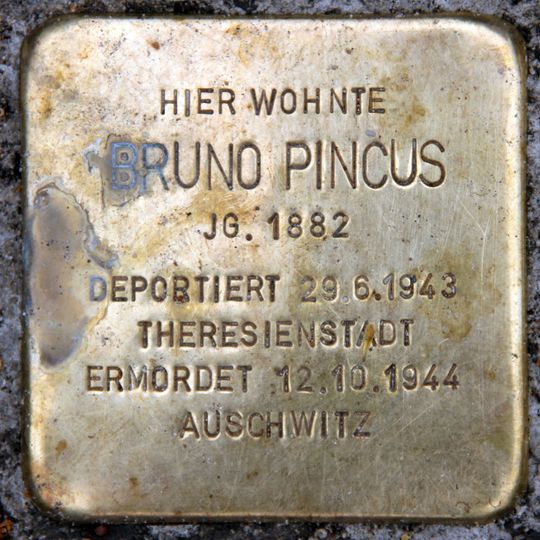 HIER WOHNTE
BRUNO PINCUS
JG. 1882
DEPORTIERT 29.6.1943
THERESIENSTADT
ERMORDET 12.10.1944
AUSCHWITZ